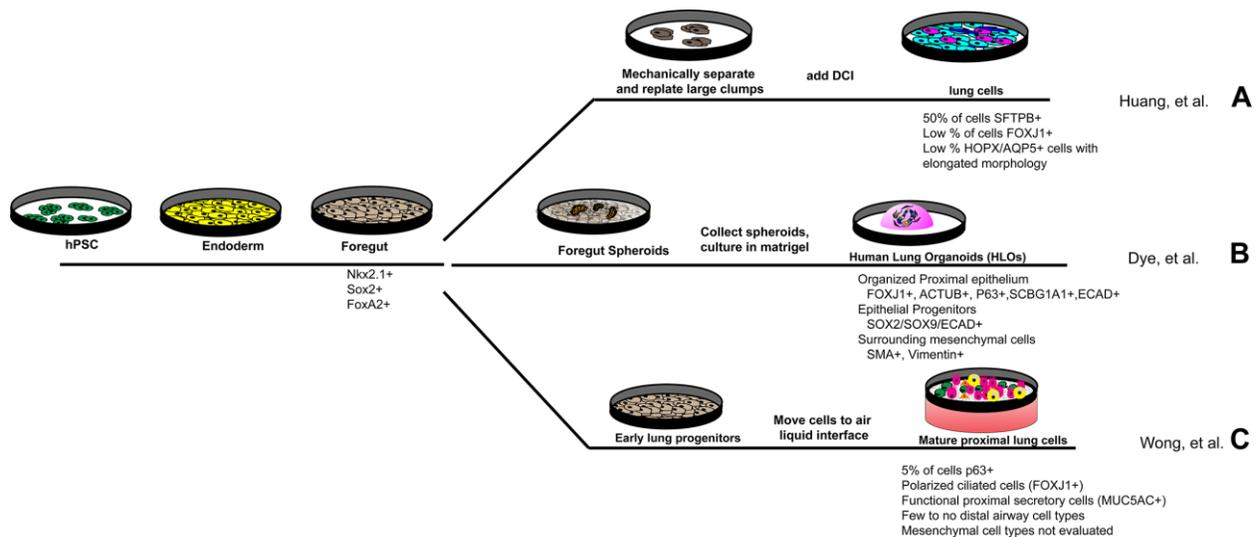 Mechanically separate
and replate large clumps
add DCI
lung cells
Huang, et al.
A
50% of cells SFTPB+
Low % of cells FOXJ1+
Low % HOPX/AQP5+ cells with
elongated morphology
hPSC
Endoderm
Foregut
Nkx2.1+
Sox2+
FoxA2+
Foregut Spheroids
Collect spheroids,
culture in matrigel
Human Lung Organoids (HLOs)
Dye, et al.
B
Organized Proximal epithelium
FOXJ1+, ACTUB+, P63+,SCBG1A1+,ECAD+
Epithelial Progenitors
SOX2/SOX9/ECAD+
Surrounding mesenchymal cells
SMA+, Vimentin+
Early lung progenitors
Move cells to air
liquid interface
Mature proximal lung cells
Wong, et al.
C
5% of cells p63+
Polarized ciliated cells (FOXJ1+)
Functional proximal secretory cells (MUC5AC+)
Few to no distal airway cell types
Mesenchymal cell types not evaluated